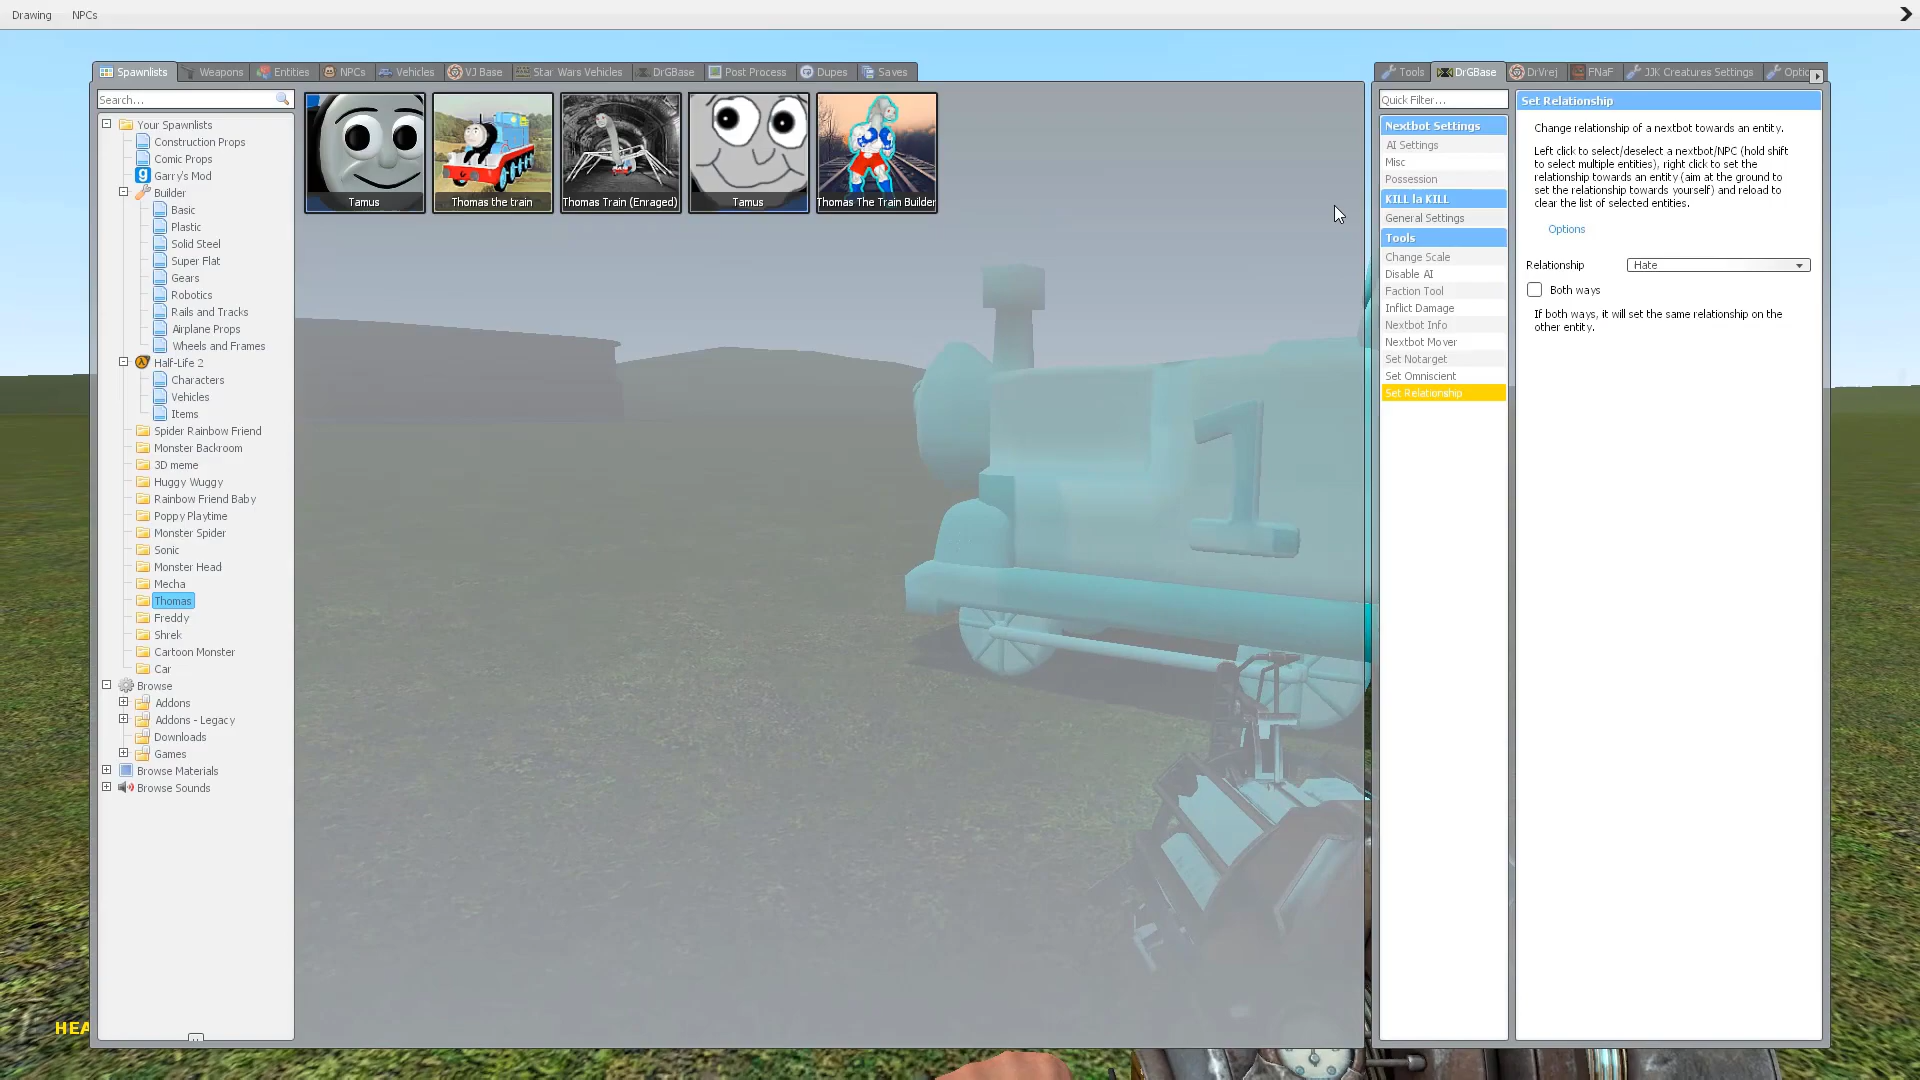 Drawing NPCs
Spawnlists Weapons Entities NPCs Vehicles VJ Base Star Wars Vehicles DrGBase Post Process Dupes Saves
Search...
Your Spawnlists
Construction Props
Comic Props
Garry's Mod
Builder
Basic
Plastic
Solid Steel
Super Flat
Gears
Robotics
Rails and Tracks
Airplane Props
Wheels and Frames
Half-Life 2
Characters
Vehicles
Items
Spider Rainbow Friend
Monster Backroom
3D meme
Huggy Wuggy
Rainbow Friend Baby
Poppy Playtime
Monster Spider
Sonic
Monster Head
Mecha
Thomas
Freddy
Shrek
Cartoon Monster
Car
Browse
Addons
Addons - Legacy
Downloads
Games
Browse Materials
Browse Sounds
Tamus
Thomas the train
Thomas Train (Enraged)
Tamus
Thomas The Train Builder
1
HEA
Tools DrGBase DrVrej FNaF JJK Creatures Settings Optio
Quick Filter...
Nextbot Settings
AI Settings
Misc
Possession
KILL la KILL
General Settings
Tools
Change Scale
Disable AI
Faction Tool
Inflict Damage
Nextbot Info
Nextbot Mover
Set Notarget
Set Omniscient
Set Relationship
Set Relationship
Change relationship of a nextbot towards an entity.
Left click to select/deselect a nextbot/NPC (hold shift
to select multiple entities), right click to set the
relationship towards an entity (aim at the ground to
set the relationship towards yourself) and reload to
clear the list of selected entities.
Options
Relationship Hate
Both ways
If both ways, it will set the same relationship on the
other entity.